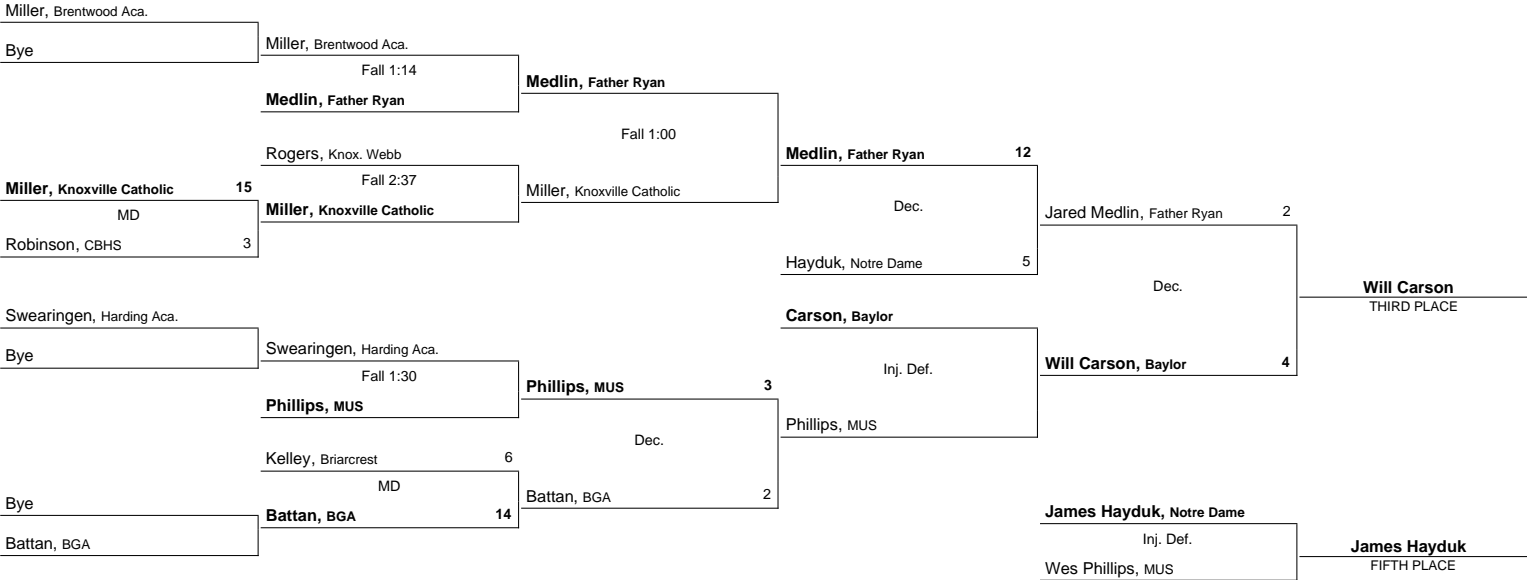 Miller, Brentwood Aca.
Bye
Miller, Brentwood Aca.
Fall 1:14
Medlin, Father Ryan
Medlin, Father Ryan
Fall 1:00
Rogers, Knox. Webb
Fall 2:37
Miller, Knoxville Catholic
Miller, Knoxville Catholic 15
MD
Robinson, CBHS 3
Miller, Knoxville Catholic
Medlin, Father Ryan 12
Dec.
Hayduk, Notre Dame 5
Jared Medlin, Father Ryan 2
Dec.
Will Carson, Baylor 4
Will Carson
THIRD PLACE
Swearingen, Harding Aca.
Bye
Swearingen, Harding Aca.
Fall 1:30
Phillips, MUS
Phillips, MUS 3
Dec.
Battan, BGA 2
Kelley, Briarcrest 6
MD
Battan, BGA 14
Bye
Battan, BGA
Carson, Baylor
Inj. Def.
Phillips, MUS
James Hayduk, Notre Dame
Inj. Def.
Wes Phillips, MUS
James Hayduk
FIFTH PLACE